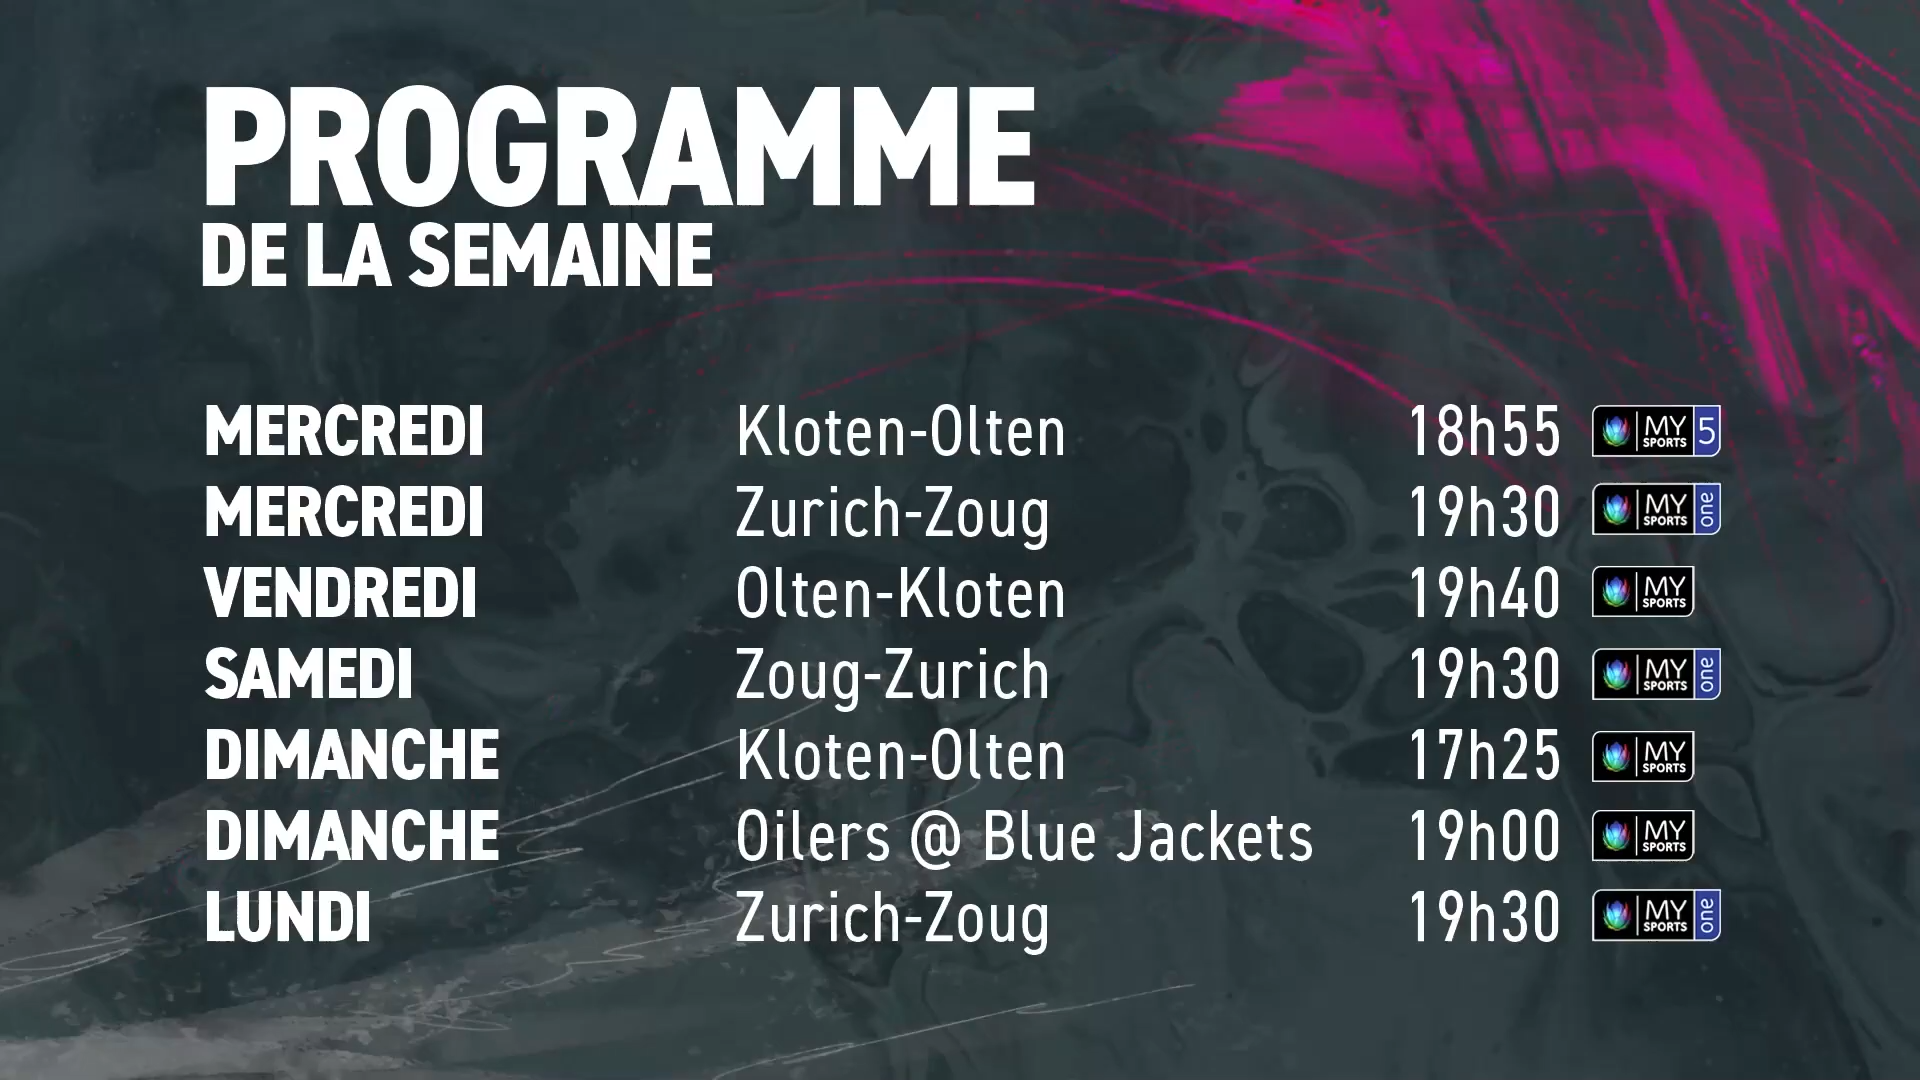 PROGRAMME
DE LA SEMAINE
MERCREDI Kloten-Olten 18h55 MY SPORTS 5
MERCREDI Zurich-Zoug 19h30 MY SPORTS one
VENDREDI Olten-Kloten 19h40 MY SPORTS
SAMEDI Zoug-Zurich 19h30 MY SPORTS one
DIMANCHE Kloten-Olten 17h25 MY SPORTS
DIMANCHE Oilers @ Blue Jackets 19h00 MY SPORTS
LUNDI Zurich-Zoug 19h30 MY SPORTS one